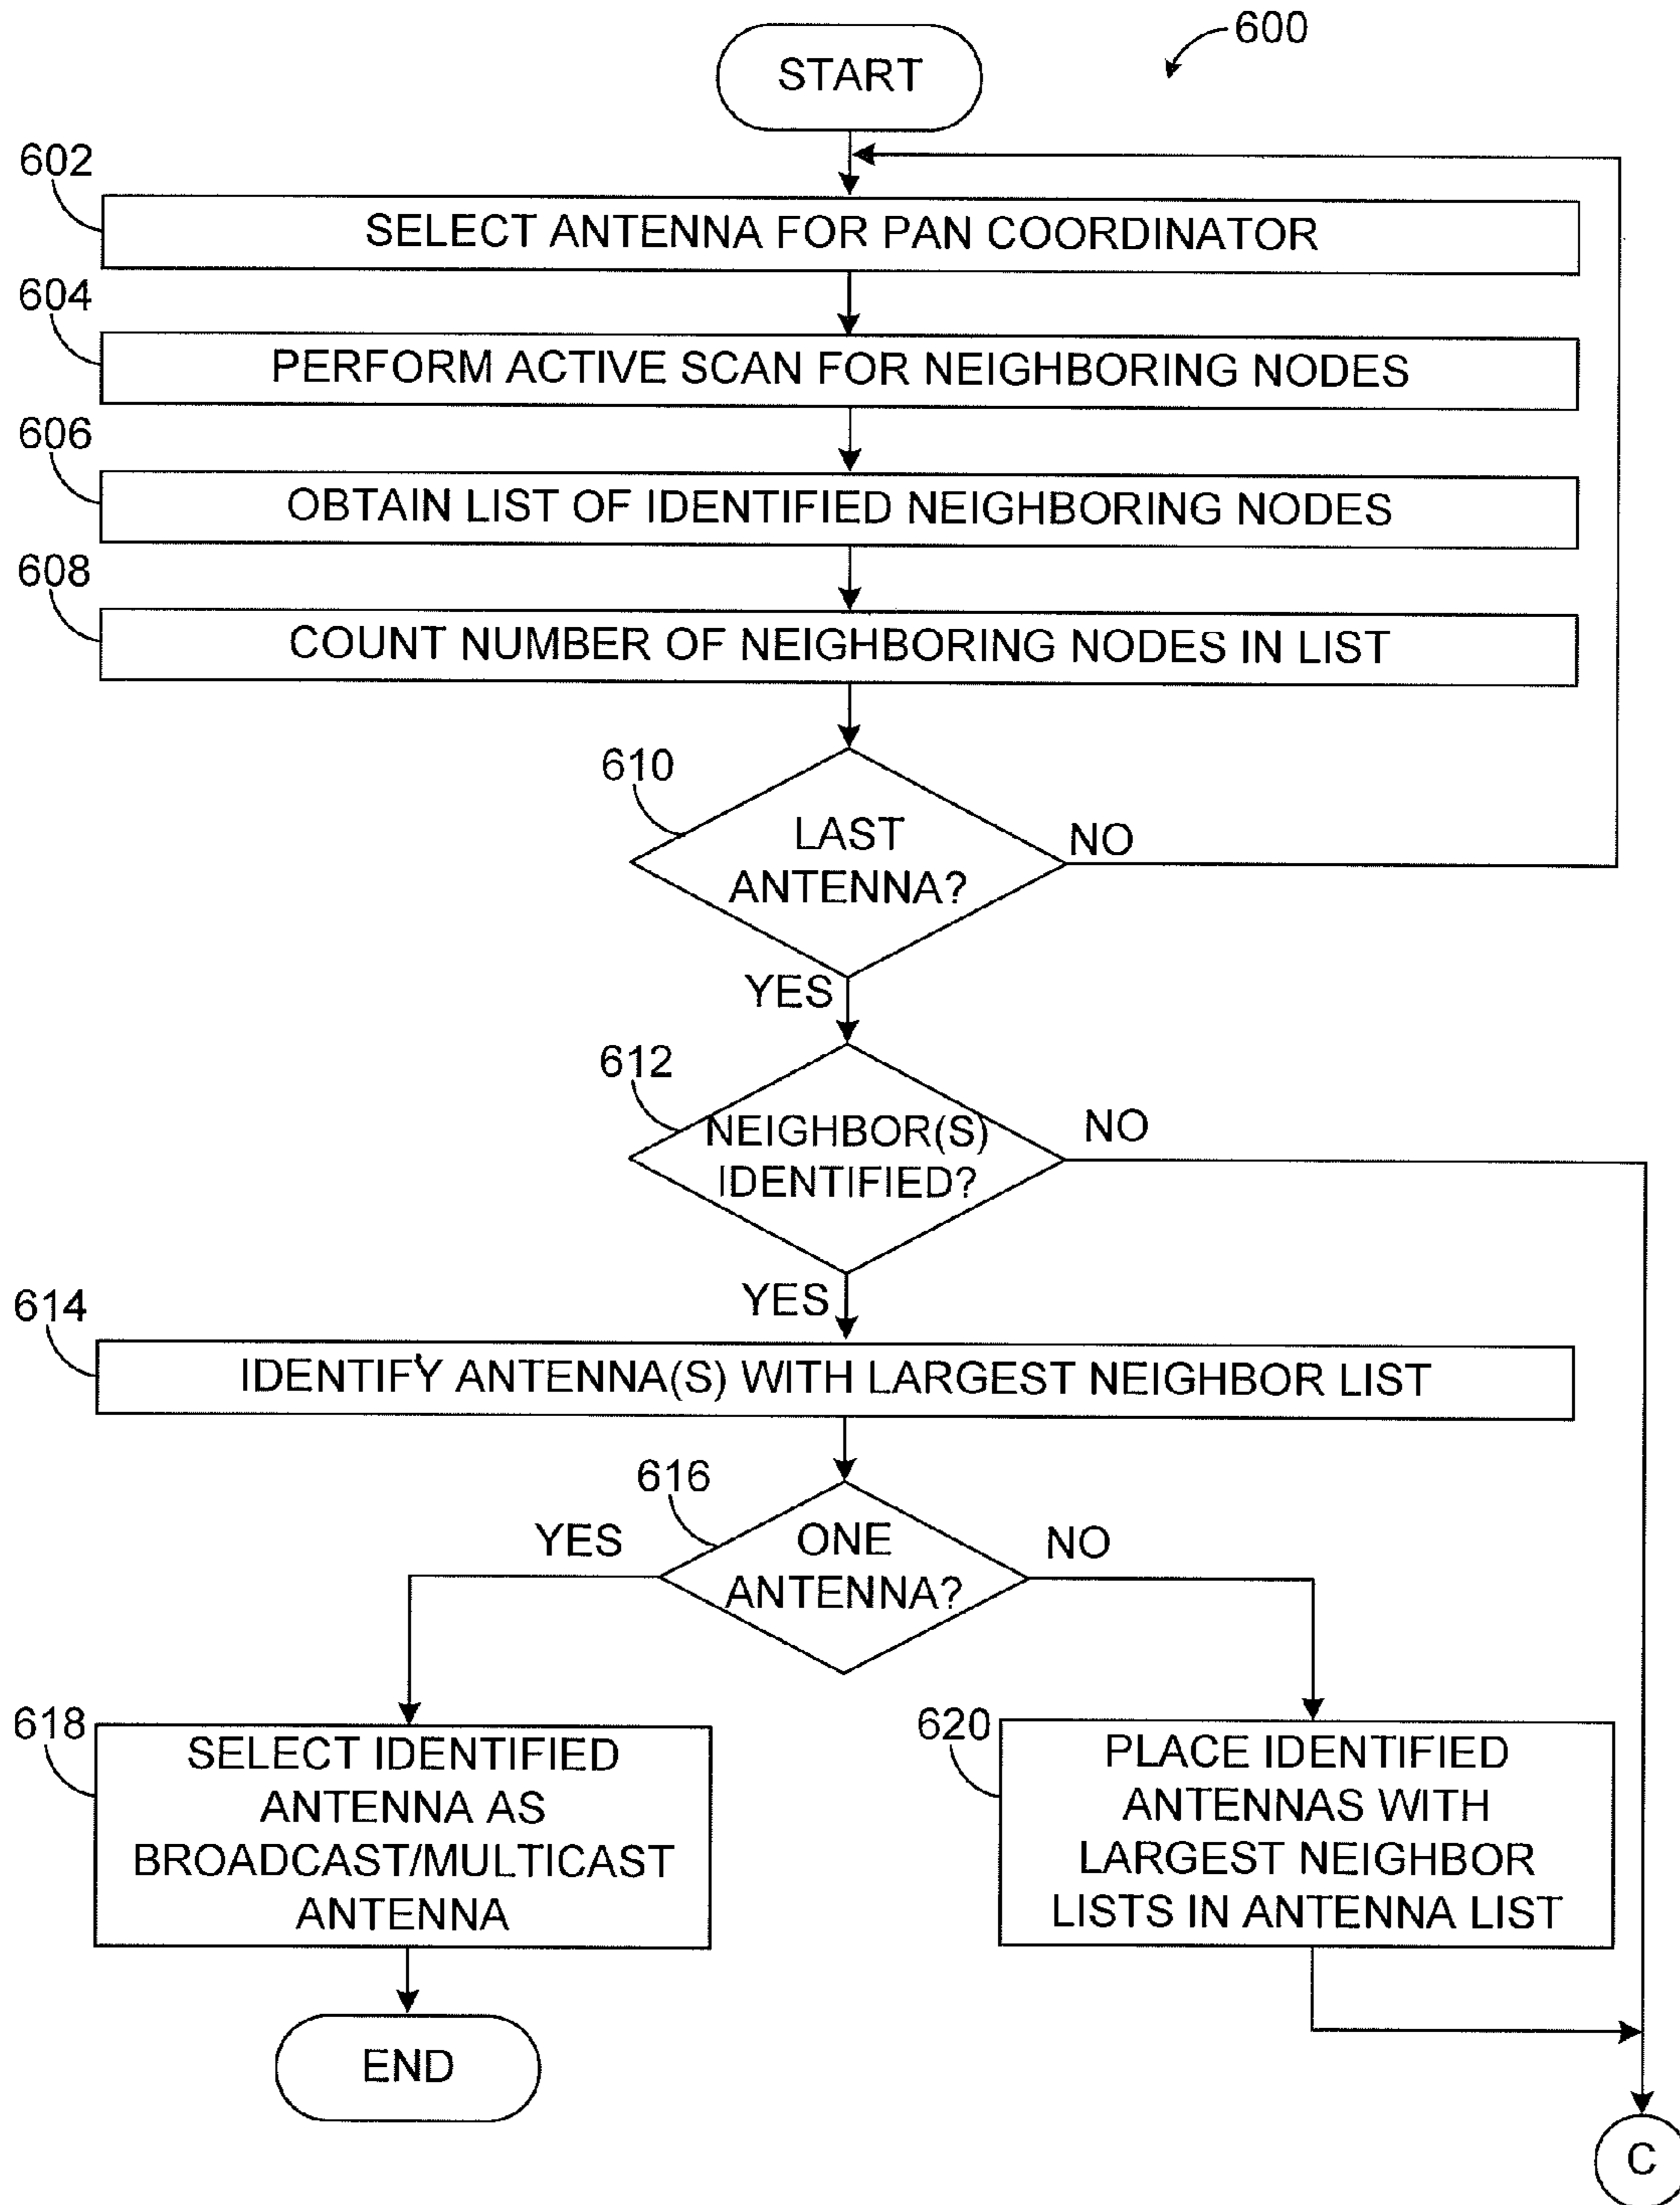 600
START
602
SELECT ANTENNA FOR PAN COORDINATOR
604
PERFORM ACTIVE SCAN FOR NEIGHBORING NODES
606
OBTAIN LIST OF IDENTIFIED NEIGHBORING NODES
608
COUNT NUMBER OF NEIGHBORING NODES IN LIST
610
LAST
ANTENNA?
NO
YES
612
NEIGHBOR(S)
IDENTIFIED?
NO
YES
614
IDENTIFY ANTENNA(S) WITH LARGEST NEIGHBOR LIST
616
ONE
ANTENNA?
YES
NO
618
SELECT IDENTIFIED
ANTENNA AS
BROADCAST/MULTICAST
ANTENNA
620
PLACE IDENTIFIED
ANTENNAS WITH
LARGEST NEIGHBOR
LISTS IN ANTENNA LIST
END
C